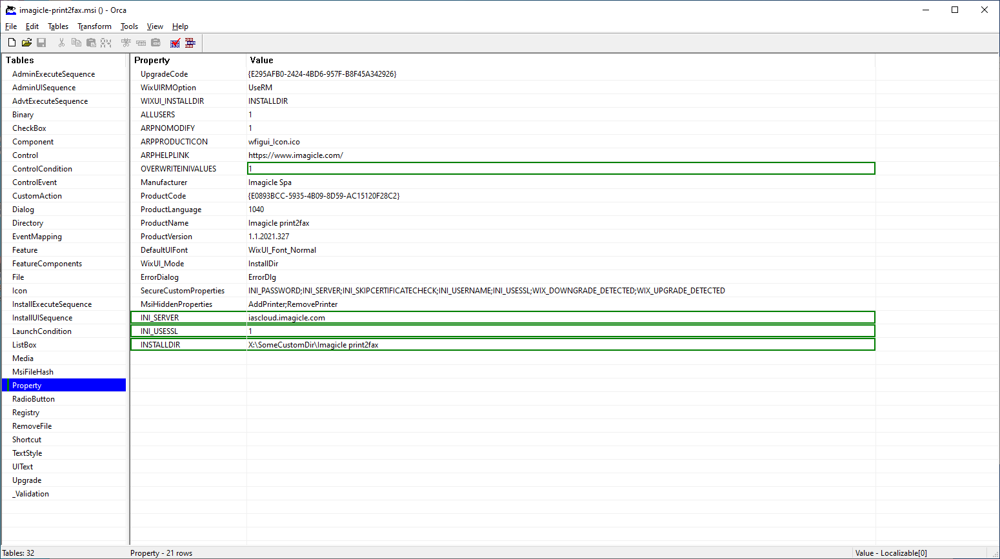 imagicle-print2fax.msi () - Orca
File Edit Tables Transform Tools View Help
Tables Property Value
AdminExecuteSequence UpgradeCode {E295AFB0-2424-4BD6-957F-B8F45A342926}
AdminUISequence WixUIRMOption UseRM
AdvtExecuteSequence WIXUI_INSTALLDIR INSTALLDIR
Binary ALLUSERS 1
CheckBox ARPNOMODIFY 1
Component ARPPRODUCTICON wfigui_Icon.ico
Control ARPHELPLINK https://www.imagicle.com/
ControlCondition OVERWRITEINIVALUES 1
ControlEvent Manufacturer Imagicle Spa
CustomAction ProductCode {E0893BCC-5935-4B09-8D59-AC15120F28C2}
Dialog ProductLanguage 1040
Directory ProductName Imagicle print2fax
EventMapping ProductVersion 1.1.2021.327
Feature DefaultUIFont WixUI_Font_Normal
FeatureComponents WixUI_Mode InstallDir
File ErrorDialog ErrorDlg
Icon SecureCustomProperties INI_PASSWORD;INI_SERVER;INI_SKIPCERTIFICATECHECK;INI_USERNAME;INI_USESSL;WIX_DOWNGRADE_DETECTED;WIX_UPGRADE_DETECTED
InstallExecuteSequence MsiHiddenProperties AddPrinter;RemovePrinter
InstallUISequence INI_SERVER iascloud.imagicle.com
LaunchCondition INI_USESSL 1
ListBox INSTALLDIR X:\SomeCustomDir\Imagicle print2fax
Media
MsiFileHash
Property
RadioButton
Registry
RemoveFile
Shortcut
TextStyle
UIText
Upgrade
_Validation
Tables: 32 Property - 21 rows Value - Localizable[0]